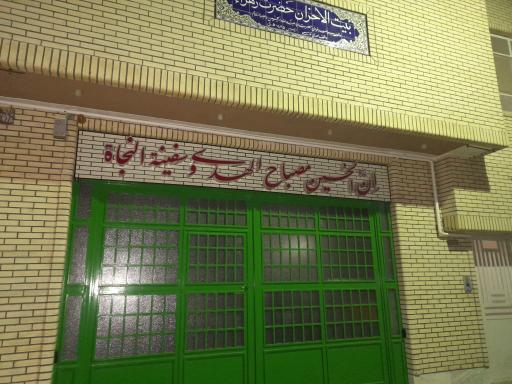 بیت الاحزان حضرت زهرا
ان الحسین مصباح الهدی و سفینة النجاة